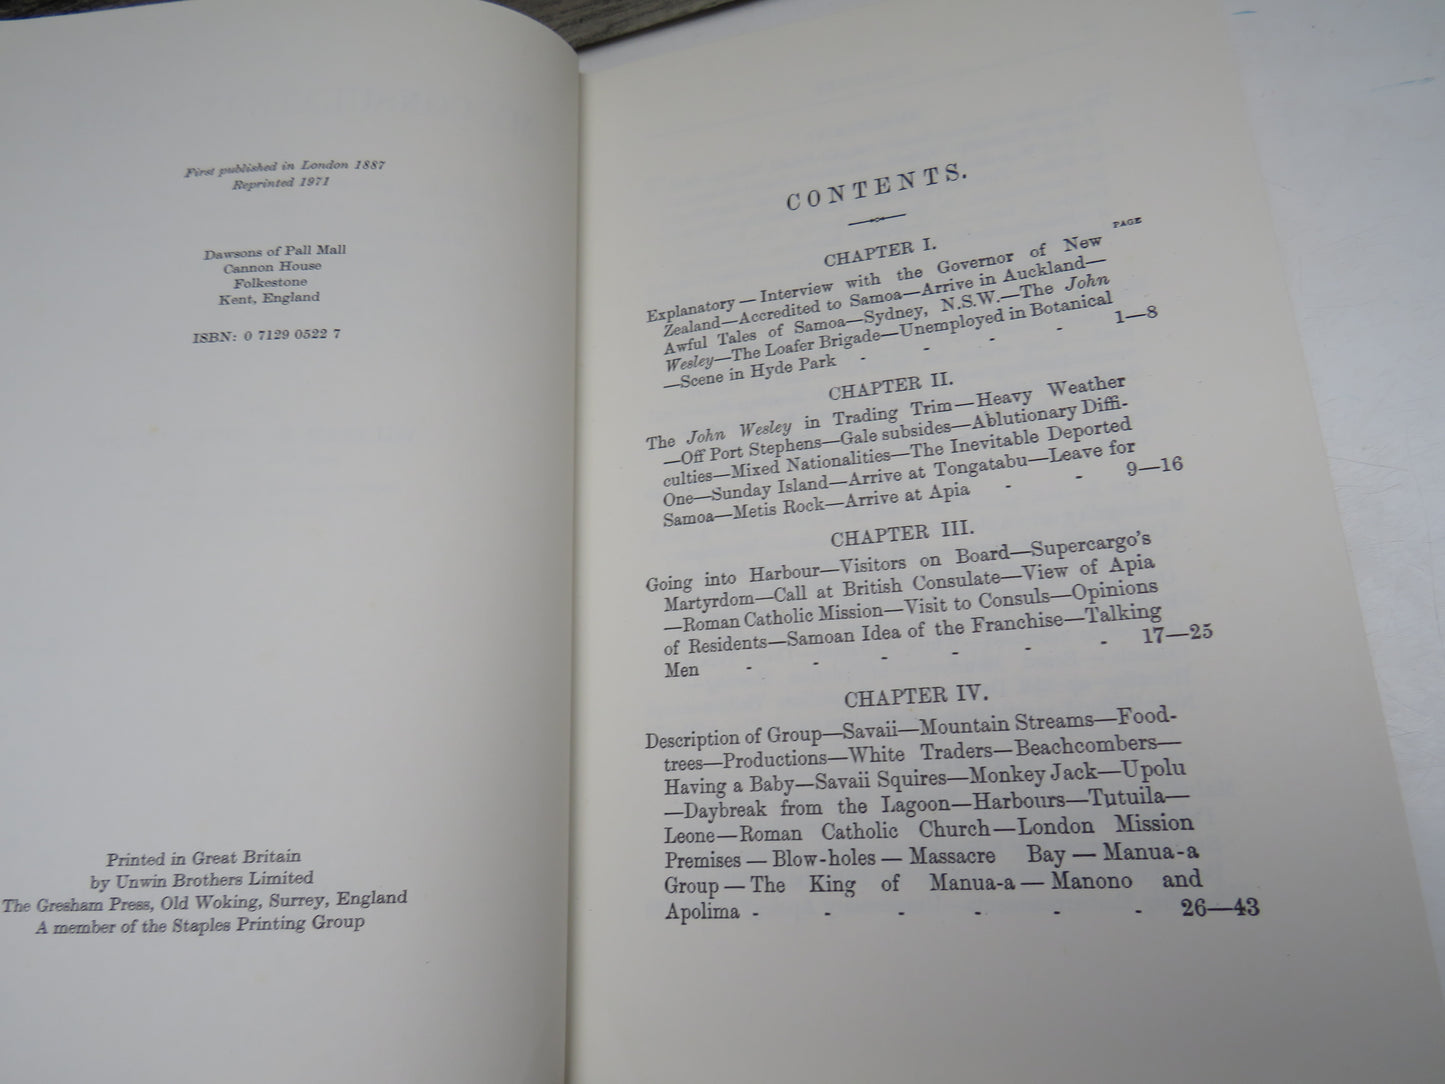 First published in London 1887
Reprinted 1971
Dawsons of Pall Mall
Cannon House
Folkestone
Kent, England
ISBN: 0 7129 0522 7
Printed in Great Britain
by Unwin Brothers Limited
The Gresham Press, Old Woking, Surrey, England
A member of the Staples Printing Group
CONTENTS.
PAGE
CHAPTER I.
Explanatory—Interview with the Governor of New
Zealand—Accredited to Samoa—Arrive in Auckland—
Awful Tales of Samoa—Sydney, N.S.W.—The John
Wesley—The Loafer Brigade—Unemployed in Botanical
—Scene in Hyde Park - - - - 1—8
CHAPTER II.
The John Wesley in Trading Trim—Heavy Weather
—Off Port Stephens—Gale subsides—Ablutionary Diffi-
culties—Mixed Nationalities—The Inevitable Deported
One—Sunday Island—Arrive at Tongatabu—Leave for
Samoa—Metis Rock—Arrive at Apia - - 9—16
CHAPTER III.
Going into Harbour—Visitors on Board—Supercargo's
Martyrdom—Call at British Consulate—View of Apia
—Roman Catholic Mission—Visit to Consuls—Opinions
of Residents—Samoan Idea of the Franchise—Talking
Men - - - - - - 17—25
CHAPTER IV.
Description of Group—Savaii—Mountain Streams—Food-
trees—Productions—White Traders—Beachcombers—
Having a Baby—Savaii Squires—Monkey Jack—Upolu
—Daybreak from the Lagoon—Harbours—Tutuila—
Leone—Roman Catholic Church—London Mission
Premises—Blow-holes—Massacre Bay—Manua-a
Group—The King of Manua-a—Manono and
Apolima - - - - - - 26—43